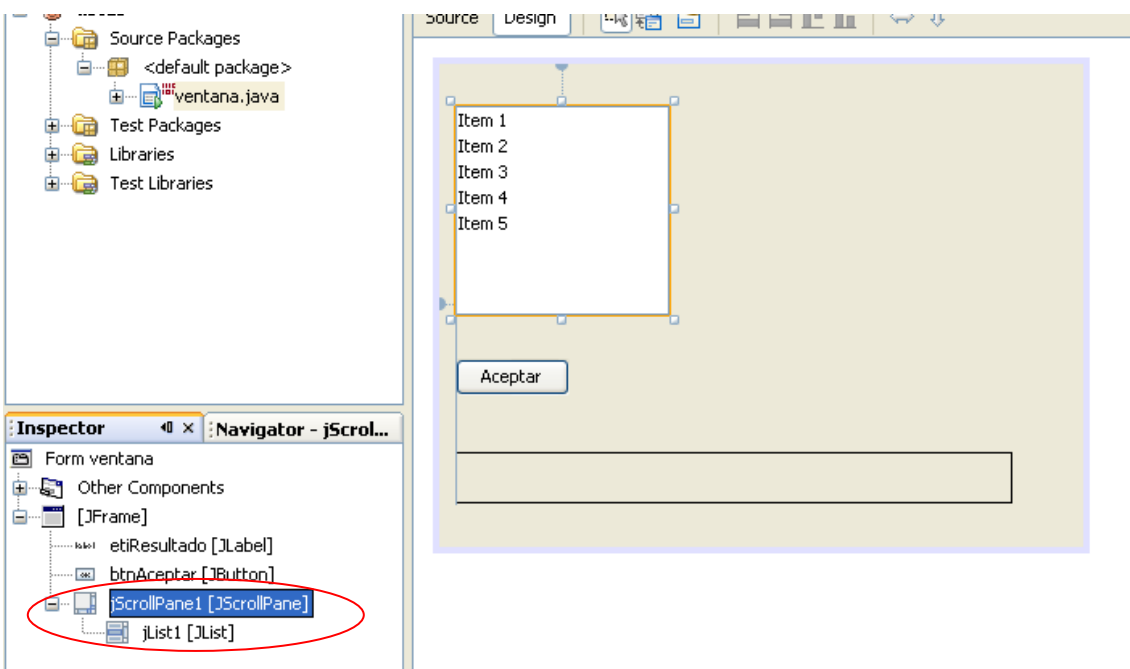 Source Design
Source Packages
<default package>
ventana.java
Test Packages
Libraries
Test Libraries
Item 1
Item 2
Item 3
Item 4
Item 5
Aceptar
Inspector
Navigator - jScrol...
Form ventana
Other Components
[JFrame]
label etiResultado [JLabel]
OK btnAceptar [JButton]
jScrollPane1 [JScrollPane]
jList1 [JList]